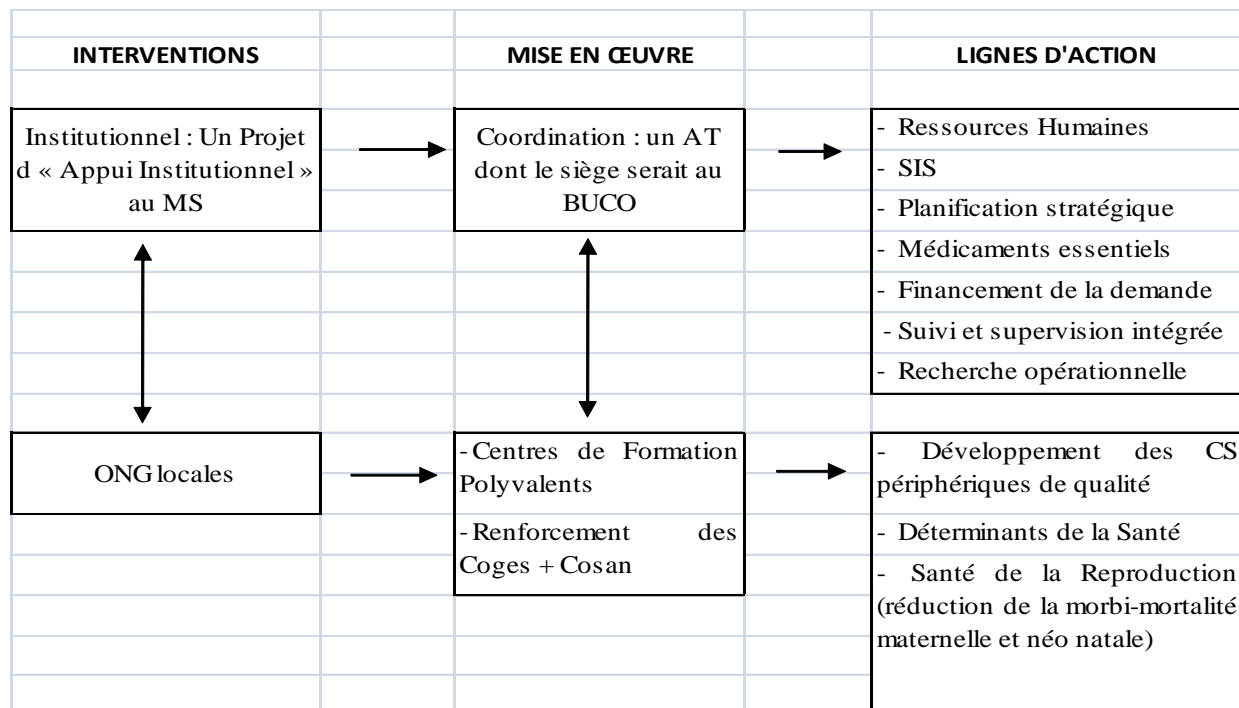 INTERVENTIONS
MISE EN ŒUVRE
LIGNES D'ACTION
Institutionnel : Un Projet
d « Appui Institutionnel »
au MS
Coordination : un AT
dont le siège serait au
BUCO
- Ressources Humaines
- SIS
- Planification stratégique
- Médicaments essentiels
- Financement de la demande
- Suivi et supervision intégrée
- Recherche opérationnelle
ONG locales
- Centres de Formation
Polyvalents
- Renforcement des
Coges + Cosan
- Développement des CS
périphériques de qualité
- Déterminants de la Santé
- Santé de la Reproduction
(réduction de la morbi-mortalité
maternelle et néo natale)